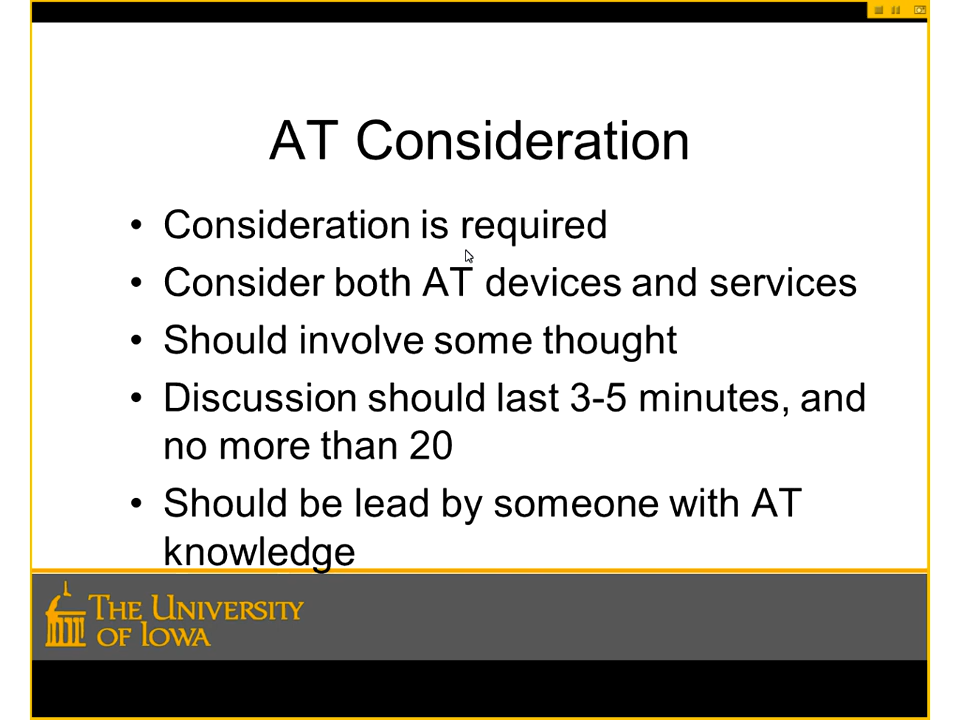 AT Consideration
• Consideration is required
• Consider both AT devices and services
• Should involve some thought
• Discussion should last 3-5 minutes, and
no more than 20
• Should be lead by someone with AT
knowledge
THE UNIVERSITY
OF IOWA